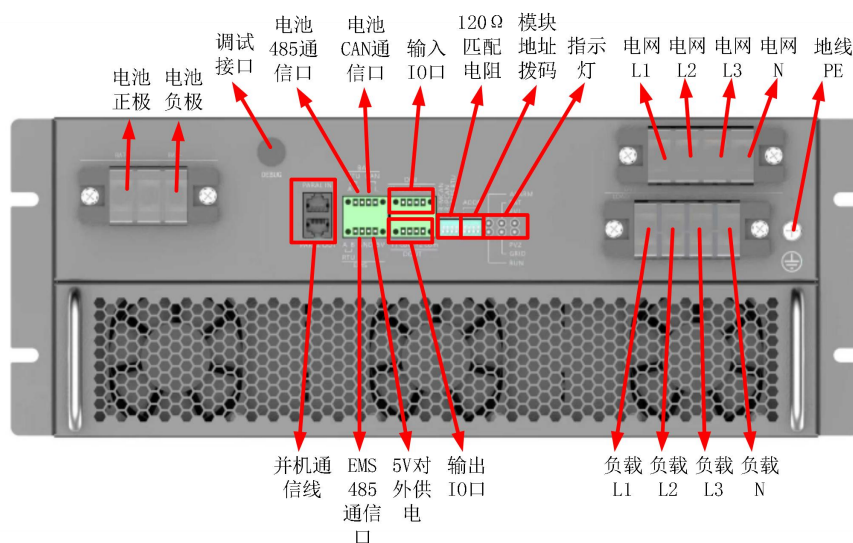 电池
正极
电池
负极
调试
接口
电池
485通
信口
电池
CAN通
信口
输入
IO口
120Ω
匹配
电阻
模块
地址
拨码
指示
灯
电网
L1
电网
L2
电网
L3
电网
N
地线
PE
DEBUG
GRID
RUN
并机通
信线
EMS
485
通信
口
5V对
外供
电
输出
IO口
负载
L1
负载
L2
负载
L3
负载
N